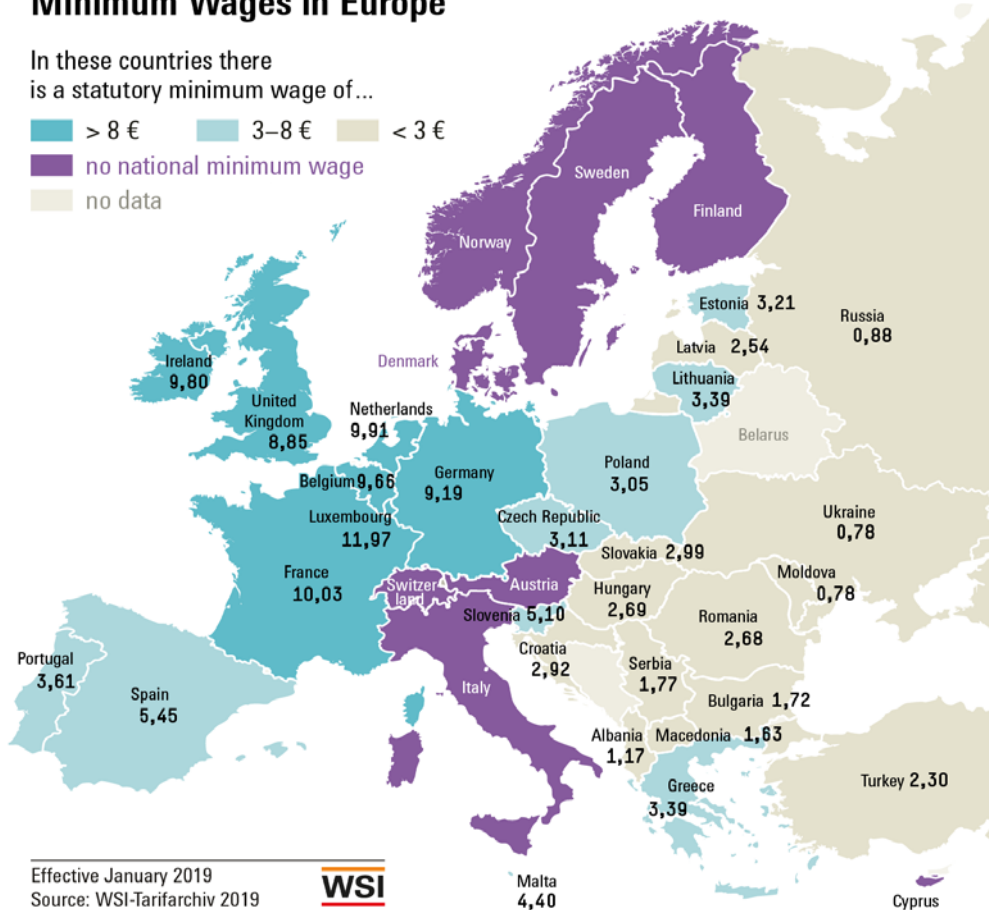 Minimum Wages in Europe
In these countries there
is a statutory minimum wage of...
> 8 €
3–8 €
< 3 €
no national minimum wage
no data
Sweden
Finland
Norway
Estonia 3,21
Russia
0,88
Latvia 2,54
Denmark
Ireland
9,80
Lithuania
3,39
United
Kingdom
8,85
Netherlands
9,91
Belarus
Poland
3,05
Germany
9,19
Belgium 9,66
Luxembourg
11,97
Czech Republic
3,11
Ukraine
0,78
Slovakia 2,99
France
10,03
Switzer
land
Austria
Hungary
2,69
Moldova
0,78
Slovenia 5,10
Romania
2,68
Croatia
2,92
Portugal
3,61
Spain
5,45
Italy
Serbia
1,77
Bulgaria 1,72
Albania
1,17
Macedonia 1,63
Greece
3,39
Turkey 2,30
Effective January 2019
Source: WSI-Tarifarchiv 2019
WSI
Malta
4,40
Cyprus